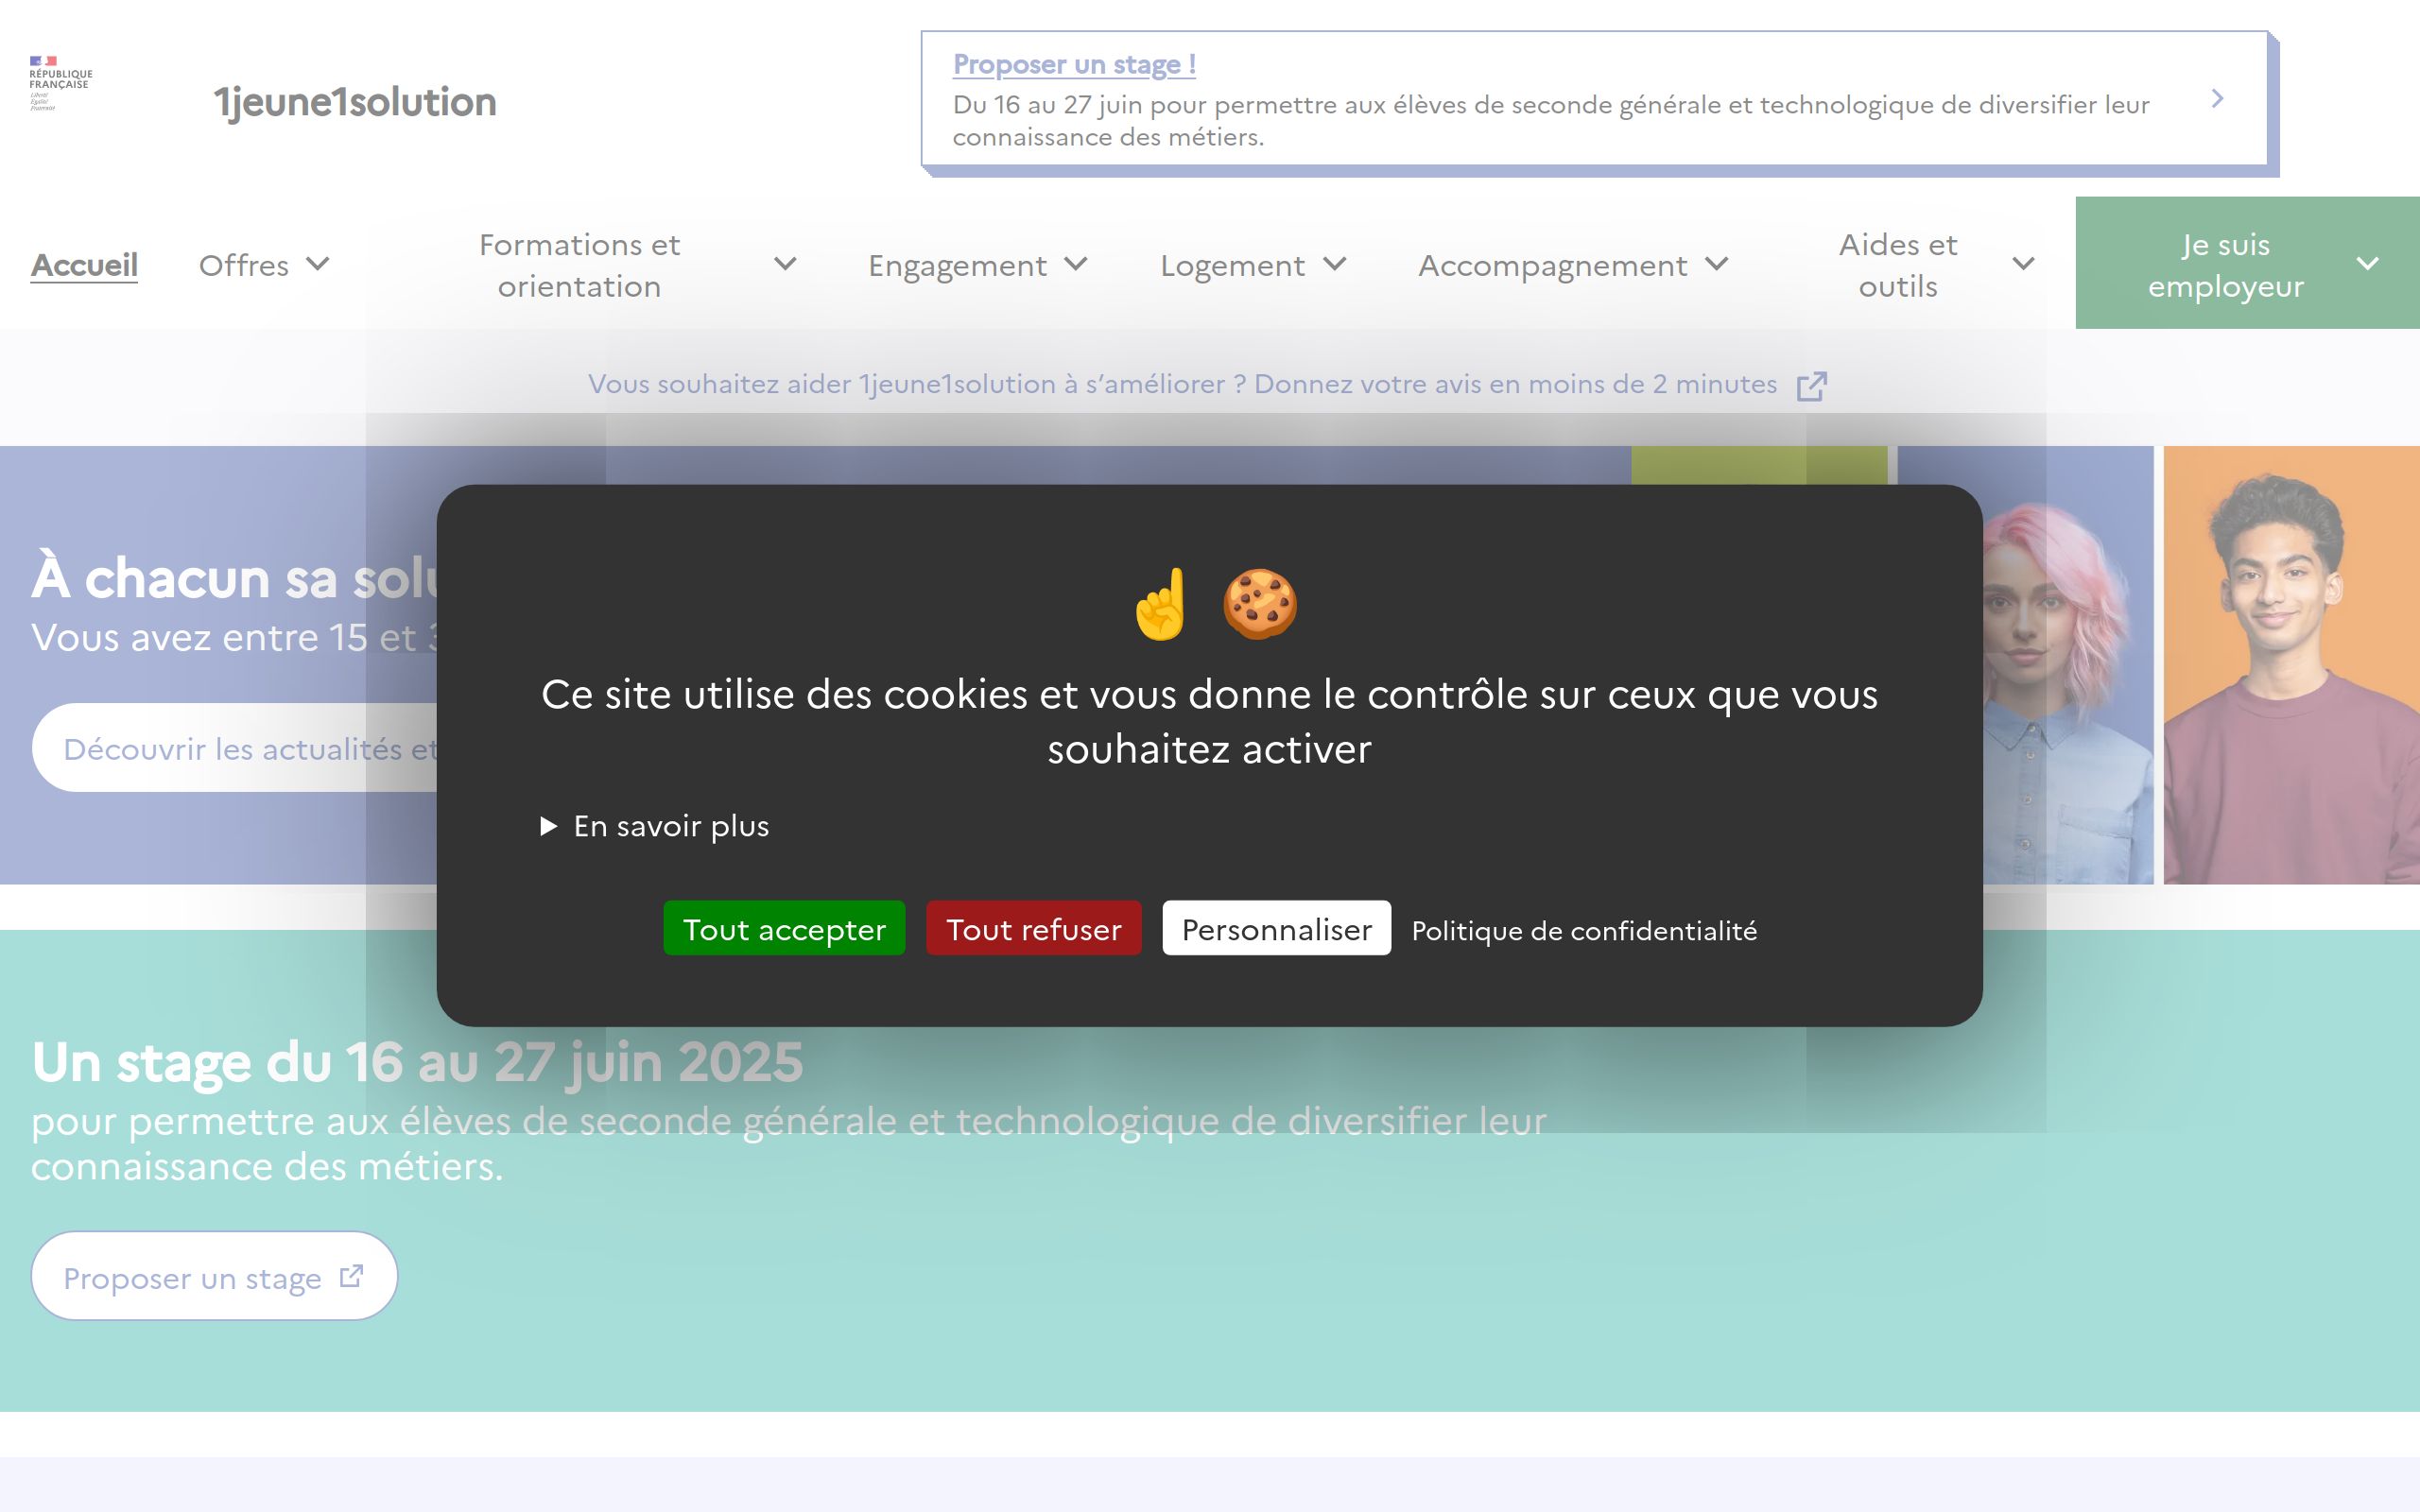 RÉPUBLIQUE
FRANÇAISE
Liberté
Égalité
Fraternité
1jeune1solution
Proposer un stage !
Du 16 au 27 juin pour permettre aux élèves de seconde générale et technologique de diversifier leur
connaissance des métiers.
Accueil
Offres
Formations et
orientation
Engagement
Logement
Accompagnement
Aides et
outils
Je suis
employeur
Vous souhaitez aider 1jeune1solution à s’améliorer ? Donnez votre avis en moins de 2 minutes
À chacun sa solu
Vous avez entre 15 et 3
Découvrir les actualités et
Ce site utilise des cookies et vous donne le contrôle sur ceux que vous
souhaitez activer
En savoir plus
Tout accepter
Tout refuser
Personnaliser
Politique de confidentialité
Un stage du 16 au 27 juin 2025
pour permettre aux élèves de seconde générale et technologique de diversifier leur
connaissance des métiers.
Proposer un stage